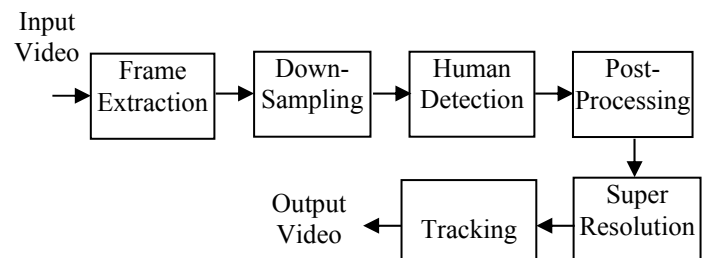 Input
Video
Frame
Extraction
Down-
Sampling
Human
Detection
Post-
Processing
Super
Resolution
Tracking
Output
Video